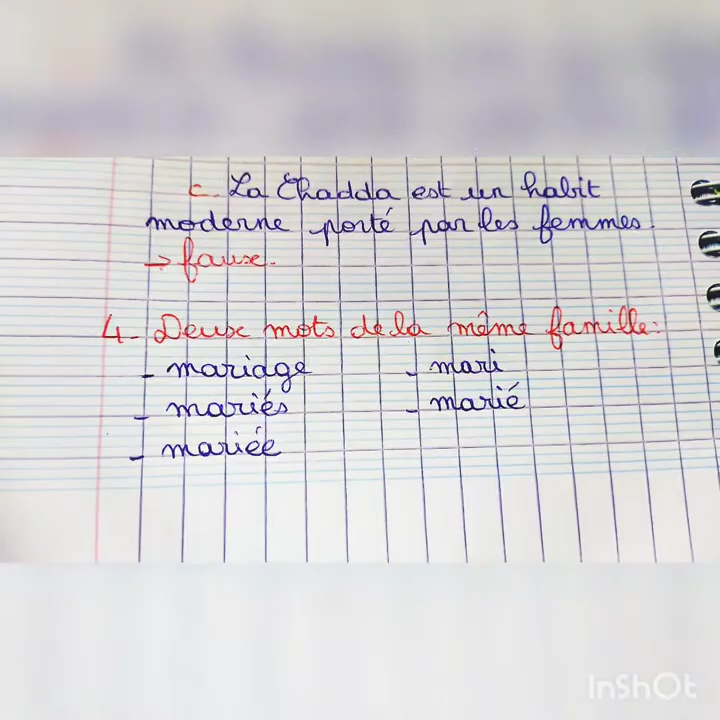 c. La Chadda est un habit
moderne porté par les femmes.
→ fause.
4. Deux mots de la même famille:
- mariage - mari
- mariés - marié
- mariée
InShOt